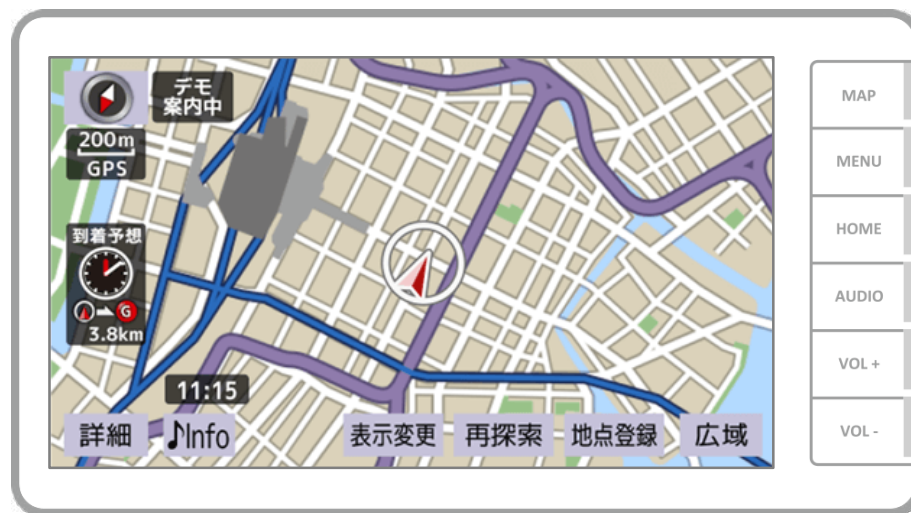 デモ
案内中
200m
GPS
到着予想
G
3.8km
11:15
詳細
♪Info
表示変更
再探索
地点登録
広域
MAP
MENU
HOME
AUDIO
VOL +
VOL -